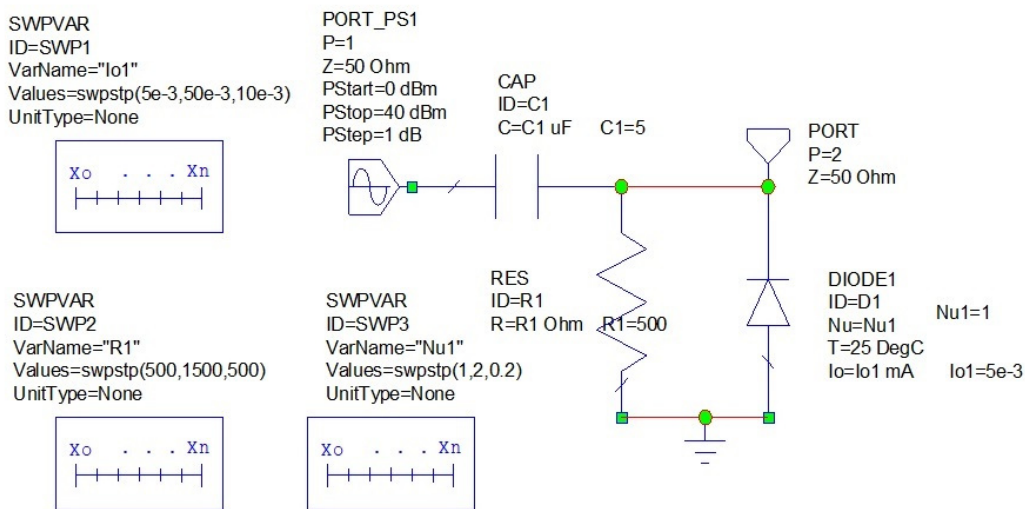 SWPVAR
ID=SWP1
VarName="Io1"
Values=swpstp(5e-3,50e-3,10e-3)
UnitType=None
Xo . . . Xn
PORT_PS1
P=1
Z=50 Ohm
PStart=0 dBm
PStop=40 dBm
PStep=1 dB
CAP
ID=C1
C=C1 uF C1=5
PORT
P=2
Z=50 Ohm
SWPVAR
ID=SWP2
VarName="R1"
Values=swpstp(500,1500,500)
UnitType=None
Xo . . . Xn
SWPVAR
ID=SWP3
VarName="Nu1"
Values=swpstp(1,2,0.2)
UnitType=None
Xo . . . Xn
RES
ID=R1
R=R1 Ohm R1=500
DIODE1
ID=D1
Nu=Nu1 Nu1=1
T=25 DegC
Io=Io1 mA Io1=5e-3